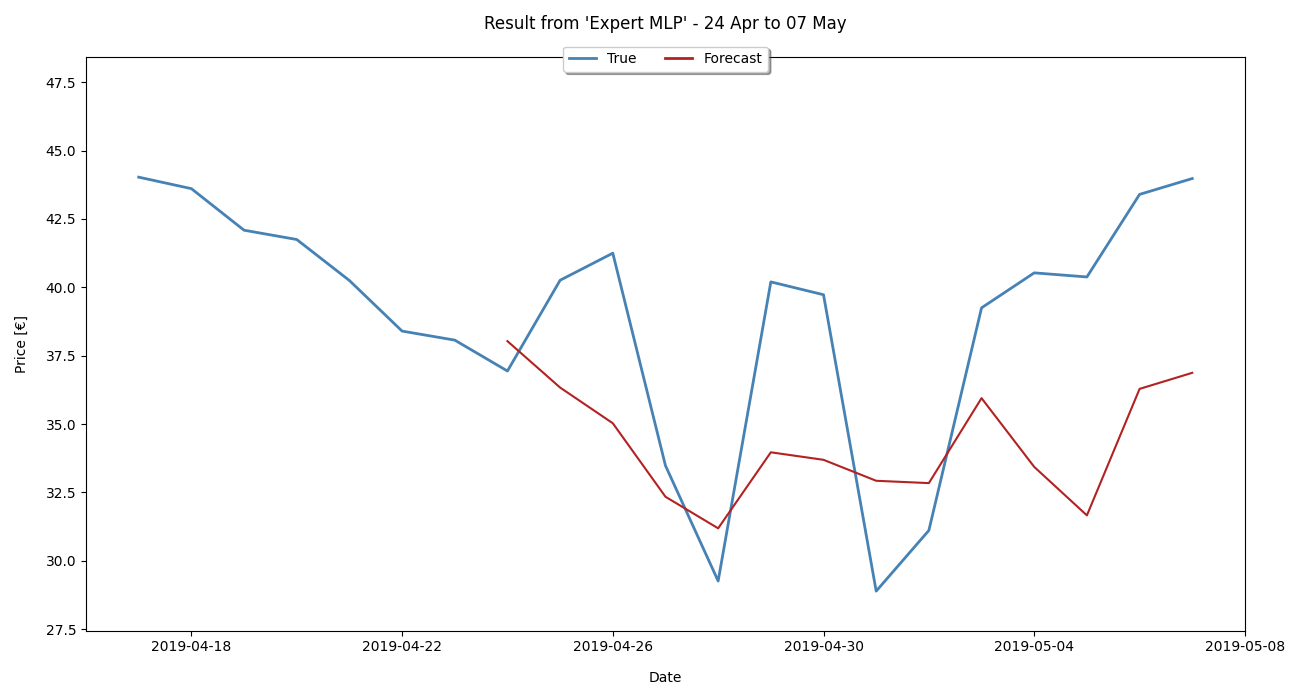 Result from 'Expert MLP' - 24 Apr to 07 May
True Forecast
47.5
45.0
42.5
40.0
37.5
35.0
32.5
30.0
27.5
Price [€]
2019-04-18 2019-04-22 2019-04-26 2019-04-30 2019-05-04 2019-05-08
Date